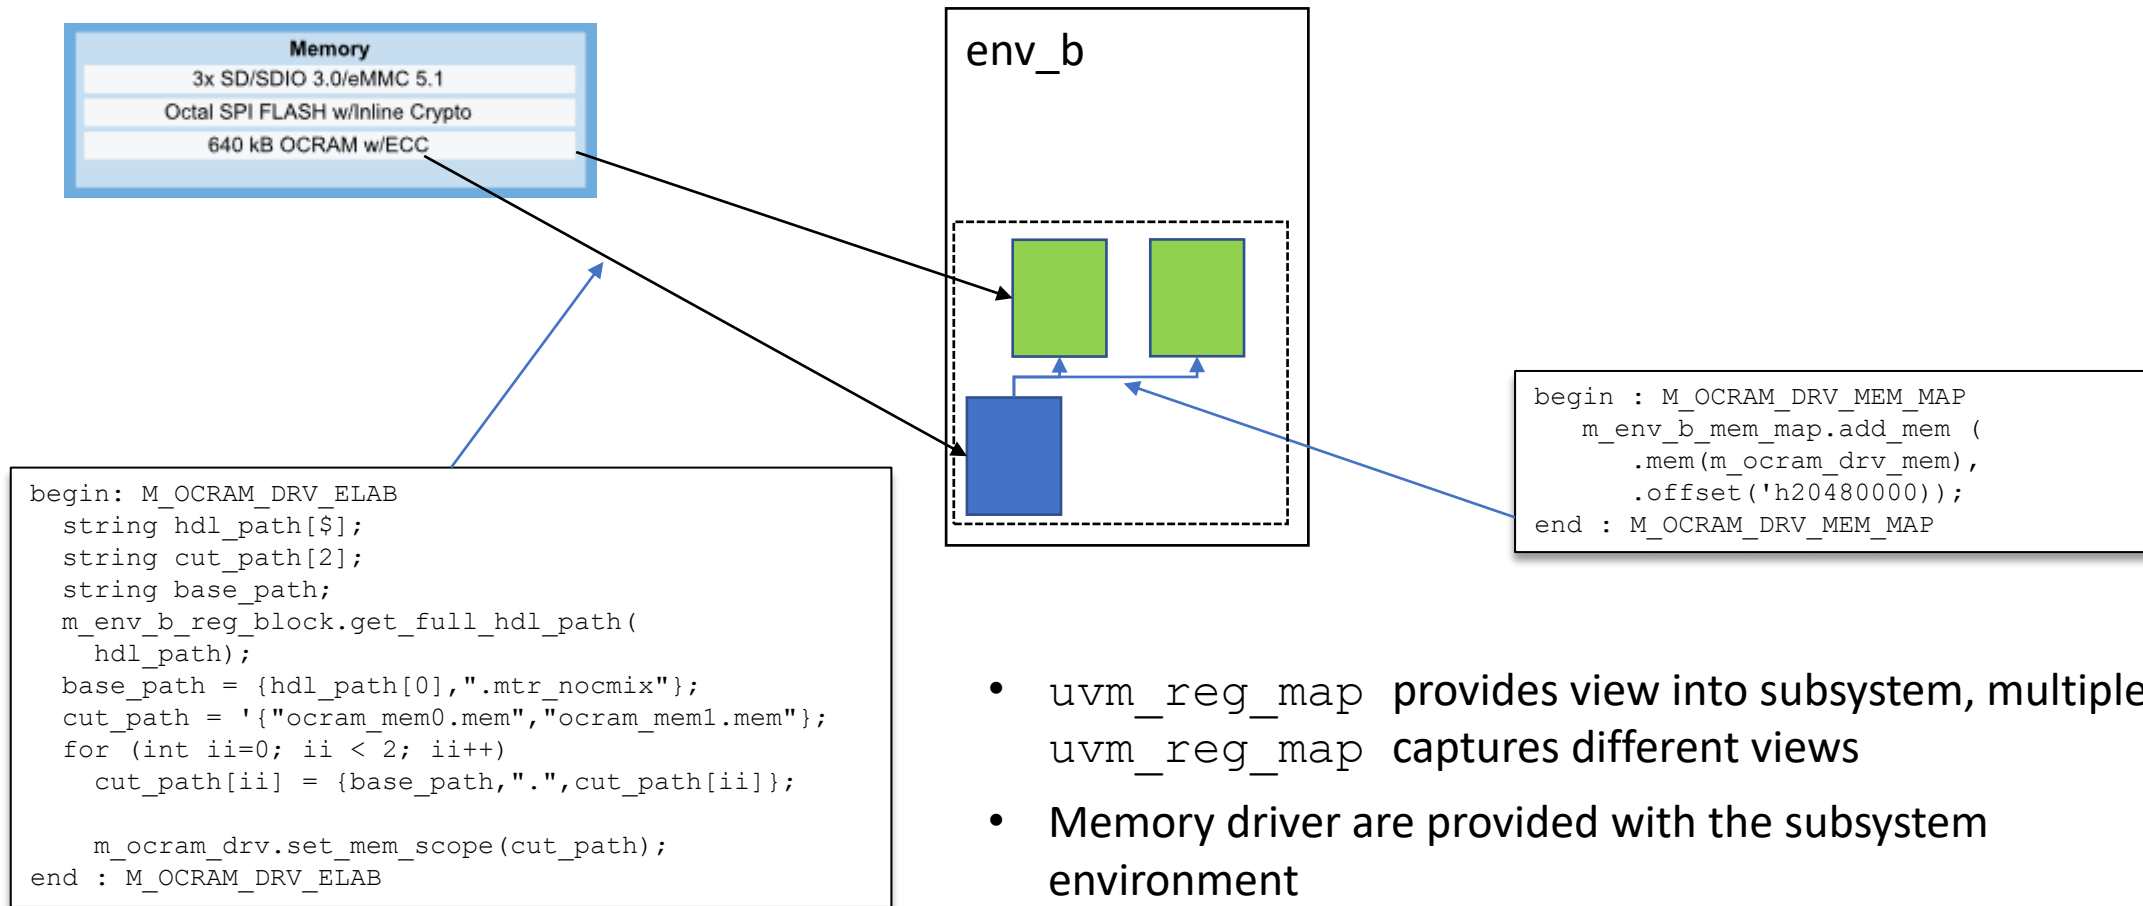 Memory
3x SD/SDIO 3.0/eMMC 5.1
Octal SPI FLASH w/Inline Crypto
640 kB OCRAM w/ECC
env_b
begin: M_OCRAM_DRV_ELAB
string hdl_path[$];
string cut_path[2];
string base_path;
m_env_b_reg_block.get_full_hdl_path(
hdl_path);
base_path = {hdl_path[0],".mtr_nocmix"};
cut_path = '{"ocram_mem0.mem","ocram_mem1.mem"};
for (int ii=0; ii < 2; ii++)
cut_path[ii] = {base_path,".",cut_path[ii]};
m_ocram_drv.set_mem_scope(cut_path);
end : M_OCRAM_DRV_ELAB
begin : M_OCRAM_DRV_MEM_MAP
m_env_b_mem_map.add_mem (
.mem(m_ocram_drv_mem),
.offset('h20480000));
end : M_OCRAM_DRV_MEM_MAP
• uvm_reg_map provides view into subsystem, multiple
uvm_reg_map captures different views
• Memory driver are provided with the subsystem
environment